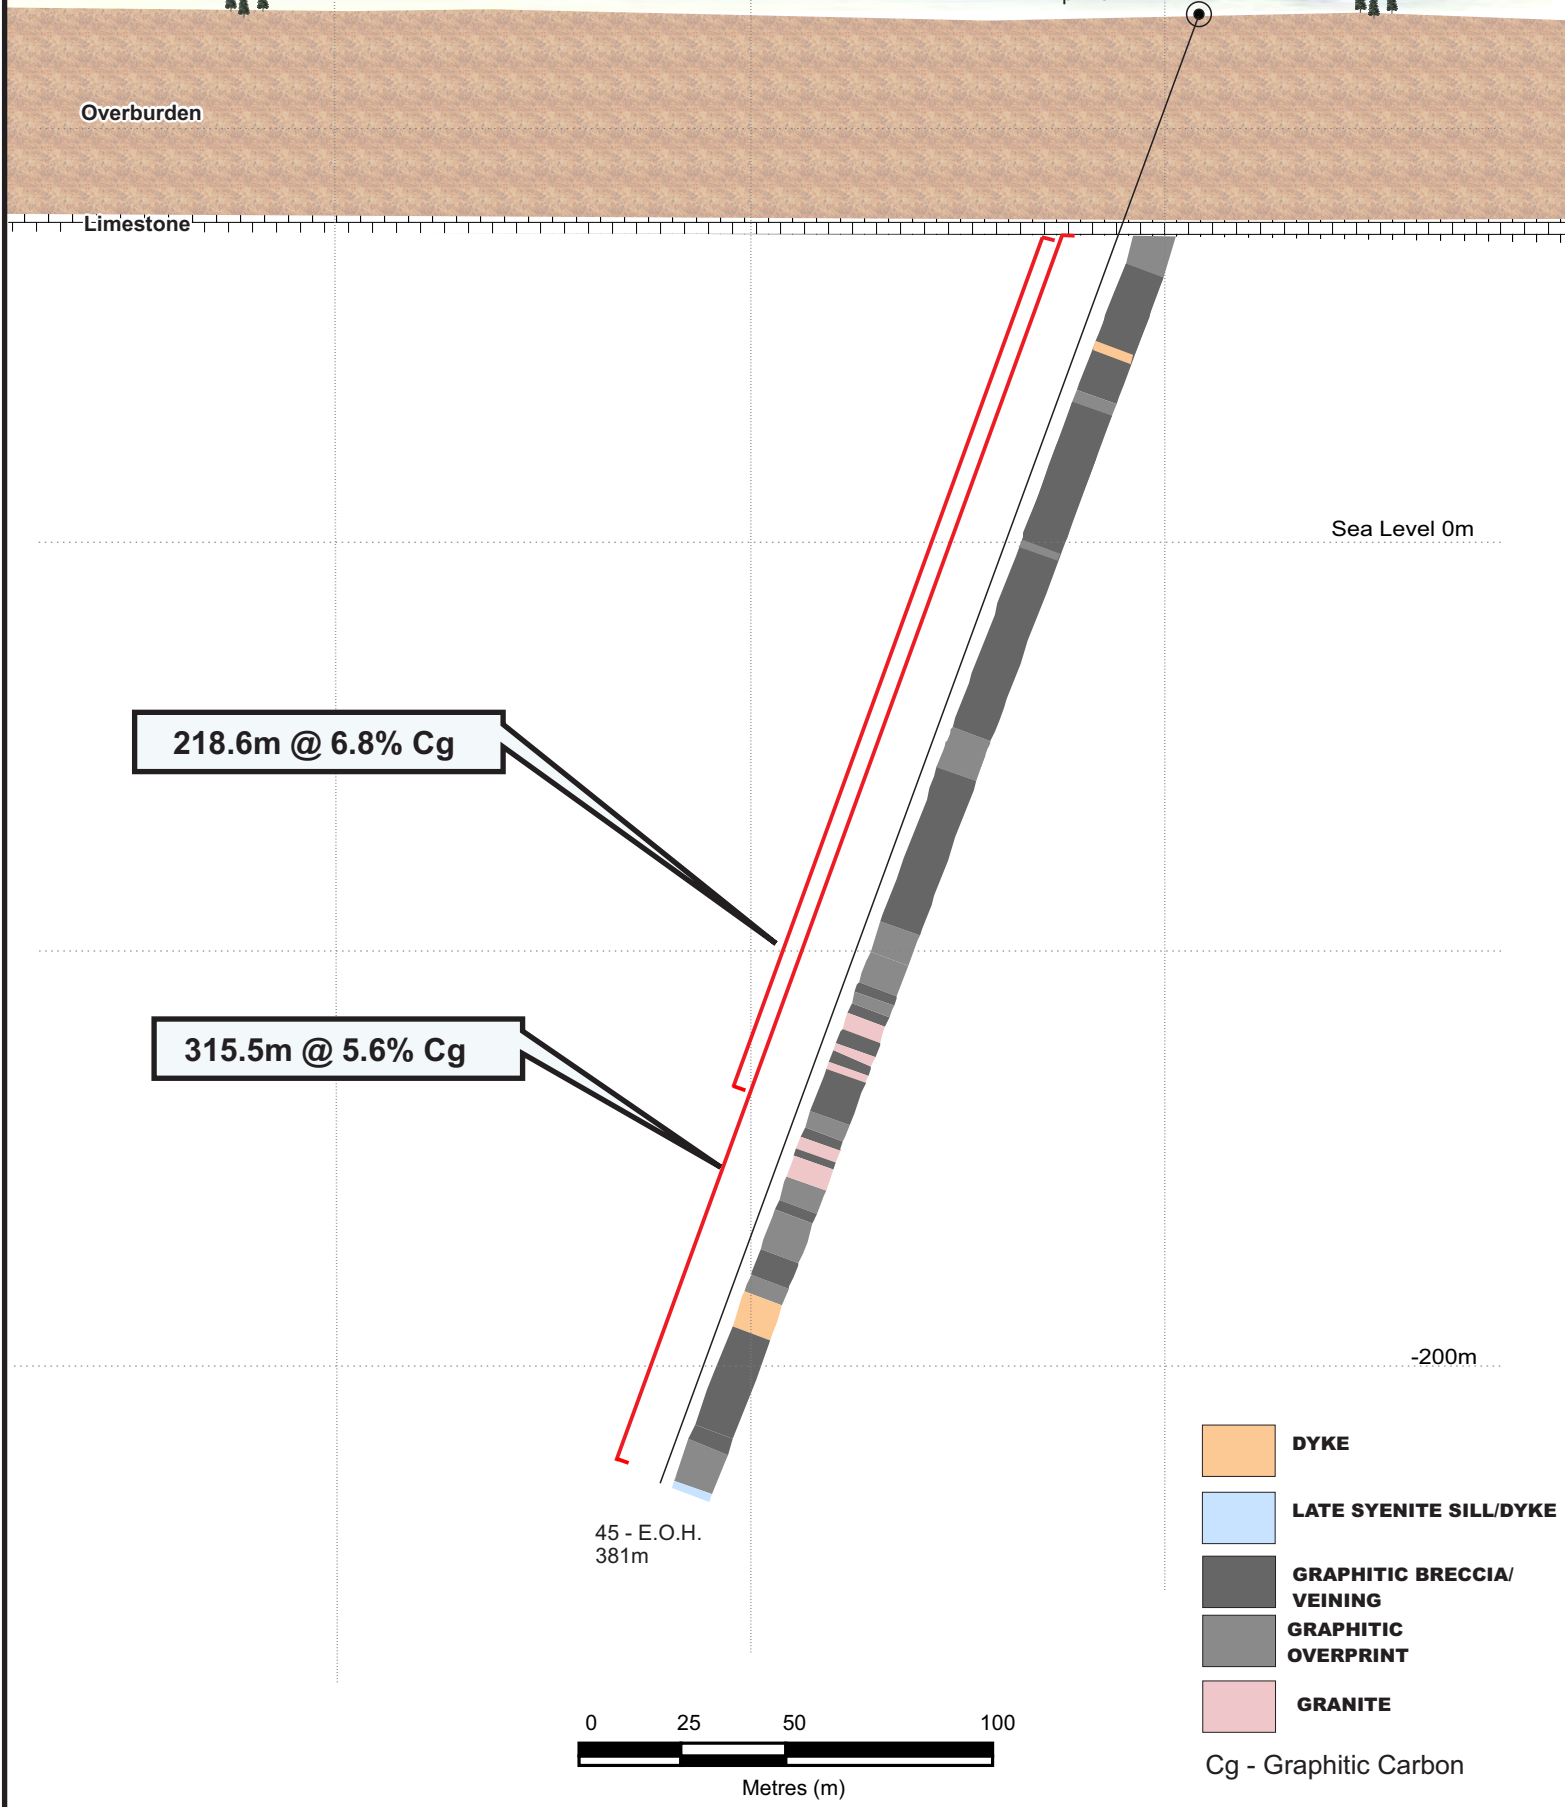 Overburden
Limestone
Sea Level 0m
218.6m @ 6.8% Cg
315.5m @ 5.6% Cg
-200m
45 - E.O.H.
381m
DYKE
LATE SYENITE SILL/DYKE
GRAPHITIC BRECCIA/
VEINING
GRAPHITIC
OVERPRINT
GRANITE
Cg - Graphitic Carbon
0 25 50 100
Metres (m)